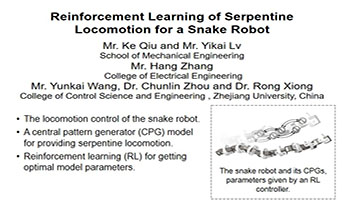 Reinforcement Learning of Serpentine
Locomotion for a Snake Robot
Mr. Ke Qiu and Mr. Yikai Lv
School of Mechanical Engineering
Mr. Hang Zhang
College of Electrical Engineering
Mr. Yunkai Wang, Dr. Chunlin Zhou and Dr. Rong Xiong
College of Control Science and Engineering , Zhejiang University, China
• The locomotion control of the snake robot.
• A central pattern generator (CPG) model
for providing serpentine locomotion.
• Reinforcement learning (RL) for getting
optimal model parameters.
The snake robot and its CPGs,
parameters given by an RL
controller.